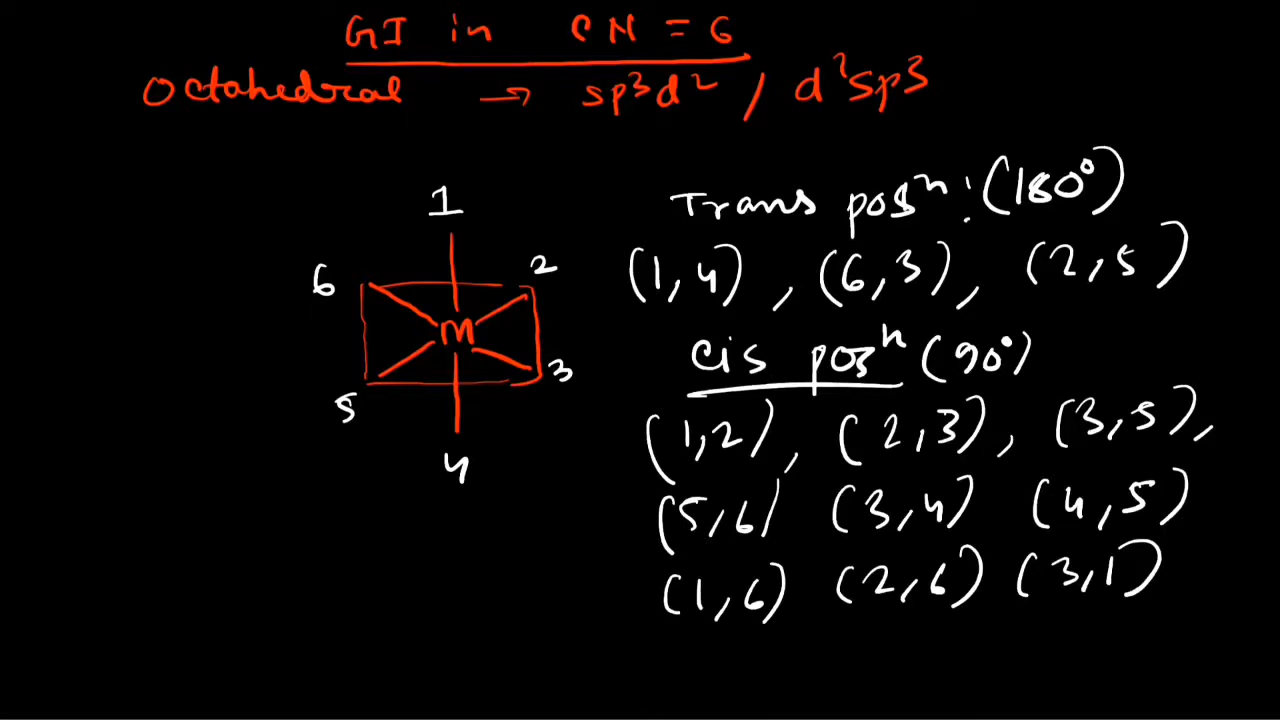 GI in CN = 6
Octahedral → sp³d² / d²sp³
1
6
2
M
5
3
4
Trans posⁿ: (180°)
(1,4), (6,3), (2,5)
Cis posⁿ (90°)
(1,2), (2,3), (3,5),
(5,6) (3,4) (4,5)
(1,6) (2,6) (3,1)